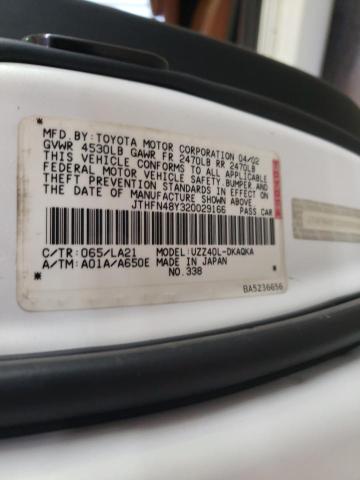 MFD.BY:TOYOTA MOTOR CORPORATION 04/02
GVWR 4530LB GAWR FR 2470LB RR 2470LB
THIS VEHICLE CONFORMS TO ALL APPLICABLE
FEDERAL MOTOR VEHICLE SAFETY,BUMPER,AND
THEFT PREVENTION STANDARDS IN EFFECT ON
THE DATE OF MANUFACTURE SHOWN ABOVE.
* JTHFN48Y320029166 PASS.CAR *
C/TR:065/LA21 MODEL:UZZ40L-DKAQKA
A/TM:A01A/A650E MADE IN JAPAN
* NO.338 *
BA5236656